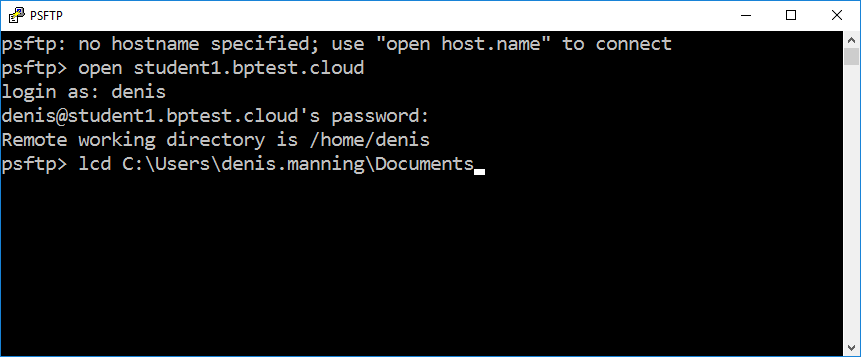 PSFTP
psftp: no hostname specified; use "open host.name" to connect
psftp> open student1.bptest.cloud
login as: denis
denis@student1.bptest.cloud's password:
Remote working directory is /home/denis
psftp> lcd C:\Users\denis.manning\Documents